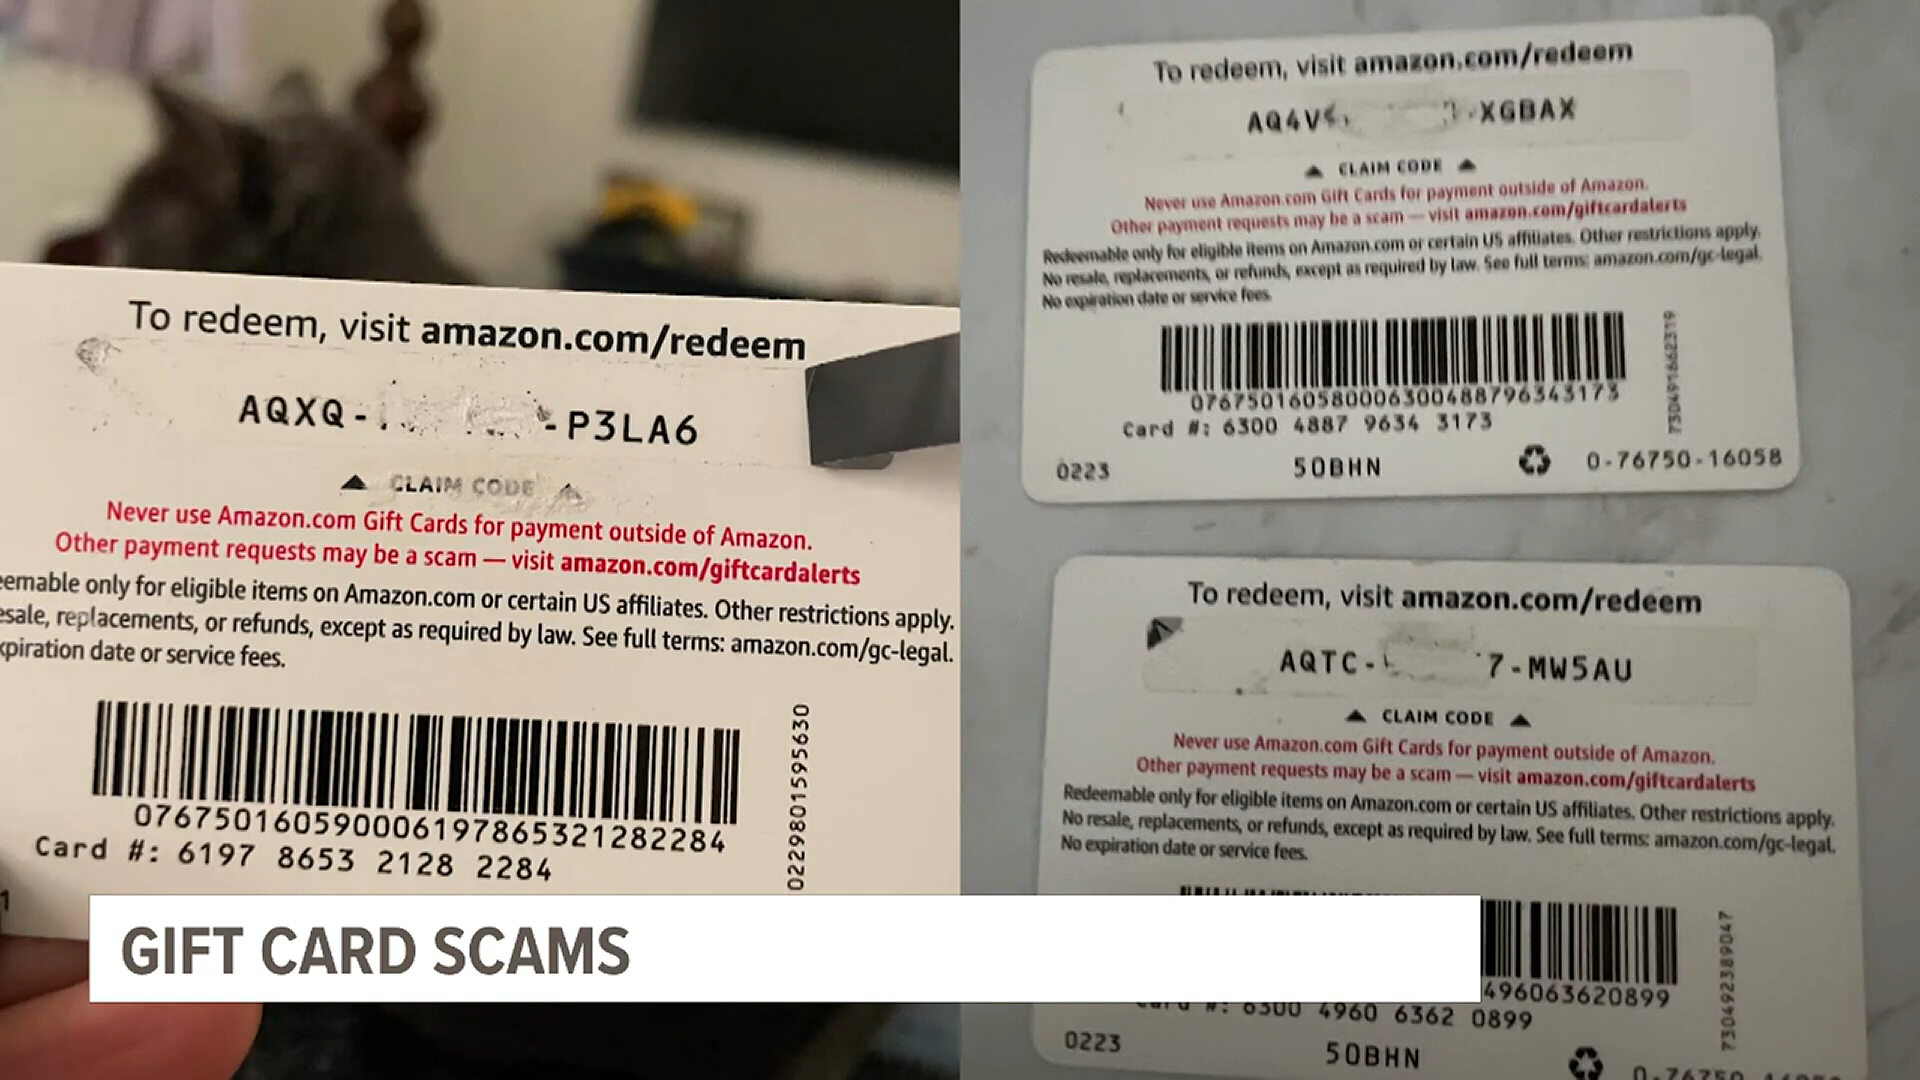 To redeem, visit amazon.com/redeem
AQXQ- -P3LA6
CLAIM CODE
Never use Amazon.com Gift Cards for payment outside of Amazon.
Other payment requests may be a scam — visit amazon.com/giftcardalerts
eemable only for eligible items on Amazon.com or certain US affiliates. Other restrictions apply.
esale, replacements, or refunds, except as required by law. See full terms: amazon.com/gc-legal.
xpiration date or service fees.
076750160590006197865321282284
Card #: 6197 8653 2128 2284
0229801595630
To redeem, visit amazon.com/redeem
AQ4V -XGBAX
CLAIM CODE
Never use Amazon.com Gift Cards for payment outside of Amazon.
Other payment requests may be a scam — visit amazon.com/giftcardalerts
Redeemable only for eligible items on Amazon.com or certain US affiliates. Other restrictions apply.
No resale, replacements, or refunds, except as required by law. See full terms: amazon.com/gc-legal.
No expiration date or service fees.
076750160580006300488796343173
Card #: 6300 4887 9634 3173
7304916662319
0223 50BHN 0-76750-16058
To redeem, visit amazon.com/redeem
AQTC- 7-MW5AU
CLAIM CODE
Never use Amazon.com Gift Cards for payment outside of Amazon.
Other payment requests may be a scam — visit amazon.com/giftcardalerts
Redeemable only for eligible items on Amazon.com or certain US affiliates. Other restrictions apply.
No resale, replacements, or refunds, except as required by law. See full terms: amazon.com/gc-legal.
No expiration date or service fees.
496063620899
Card #: 6300 4960 6362 0899
730492389047
0223 50BHN
GIFT CARD SCAMS